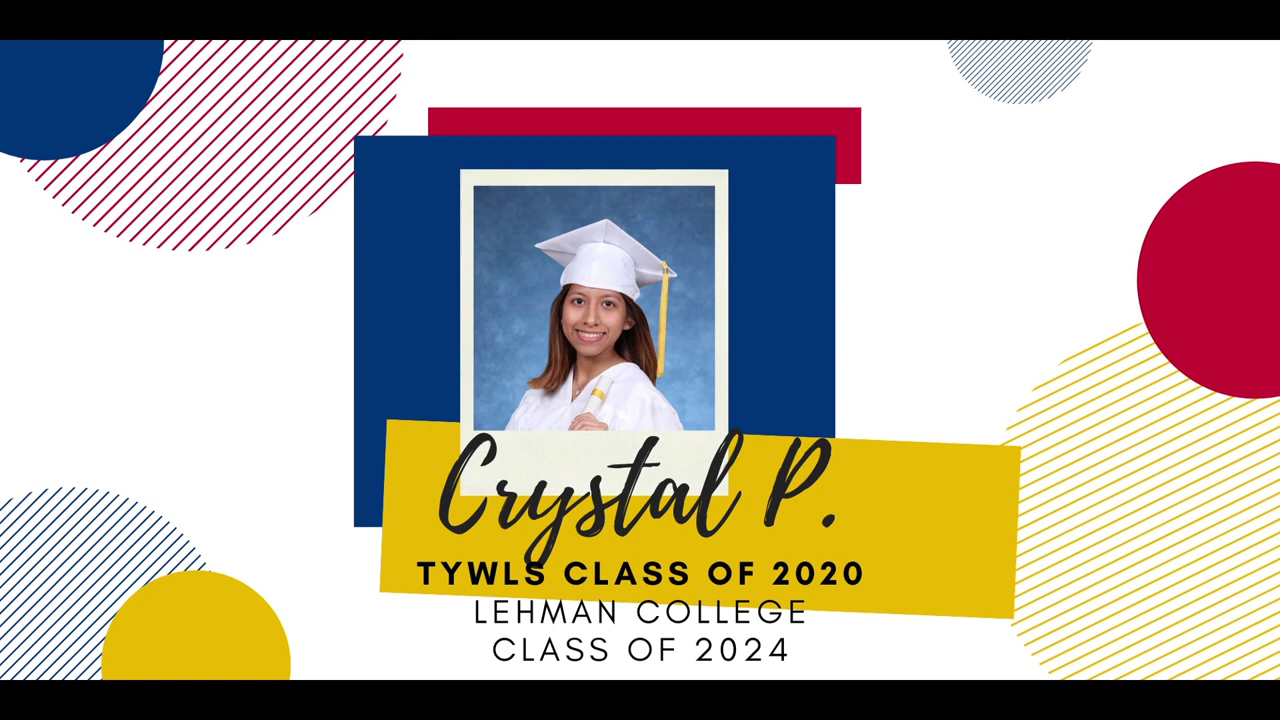 Crystal P.
TYWLS CLASS OF 2020
LEHMAN COLLEGE
CLASS OF 2024